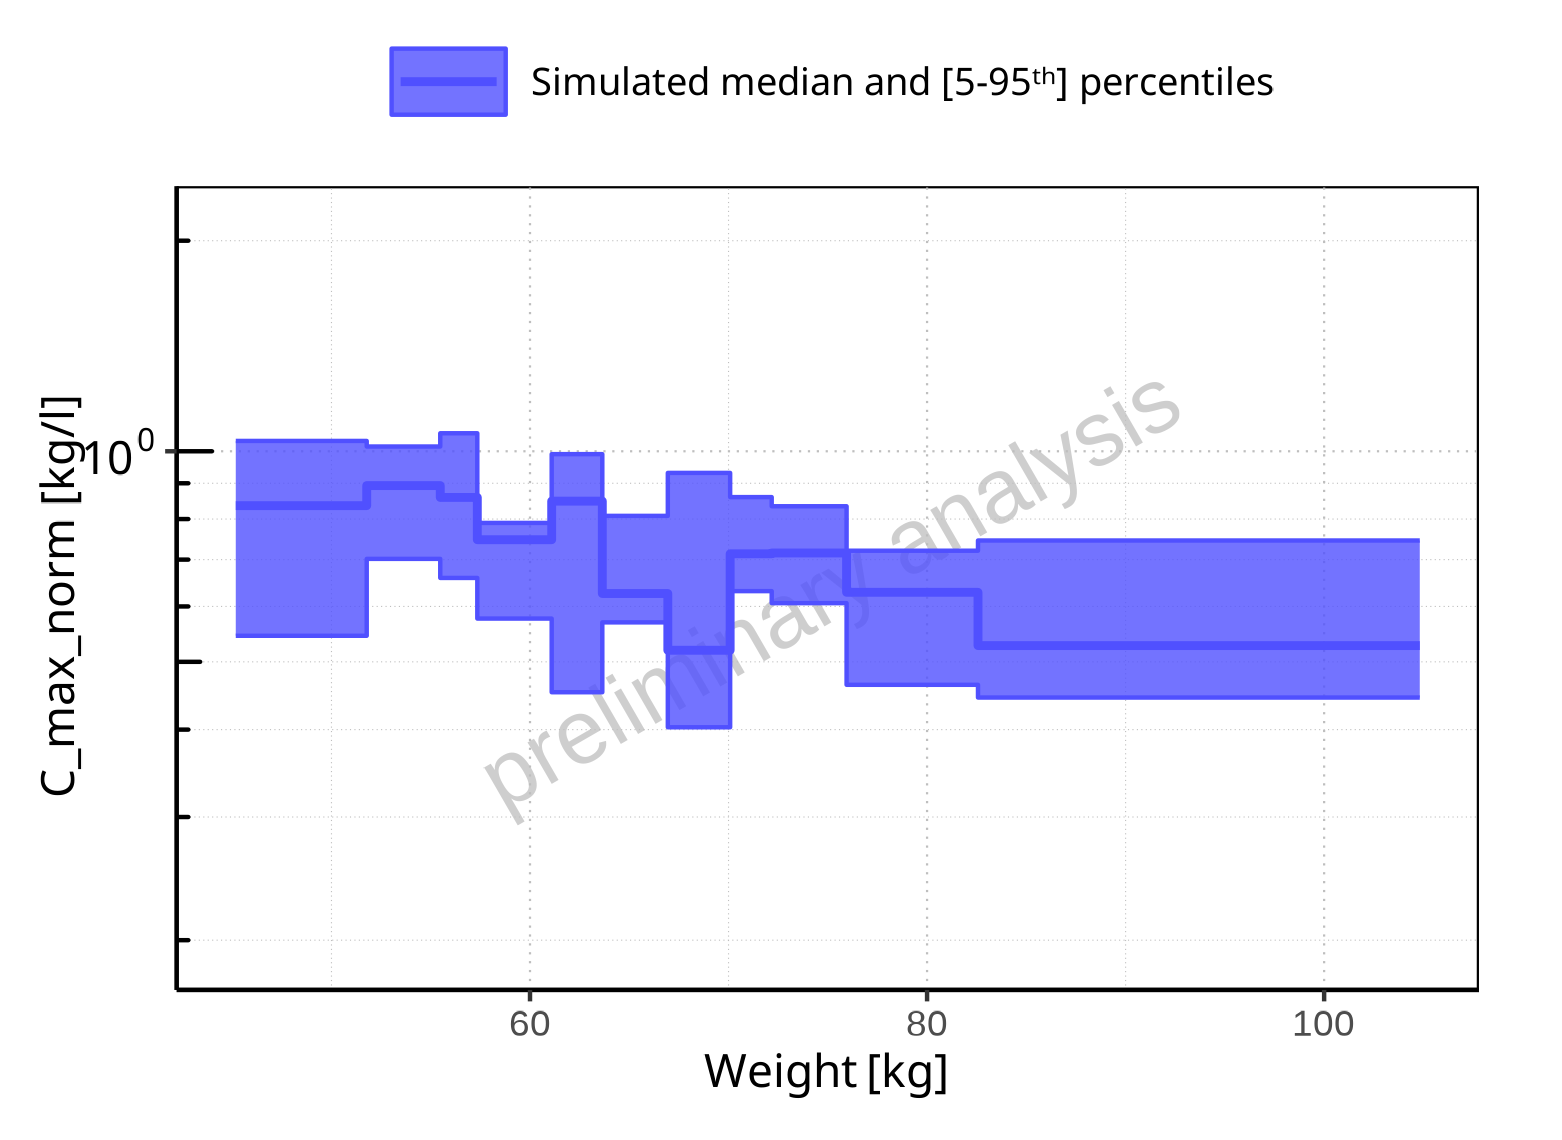 Simulated median and [5-95ᵗʰ] percentiles
C_max_norm [kg/l]
10⁰
preliminary analysis
60 80 100
Weight [kg]